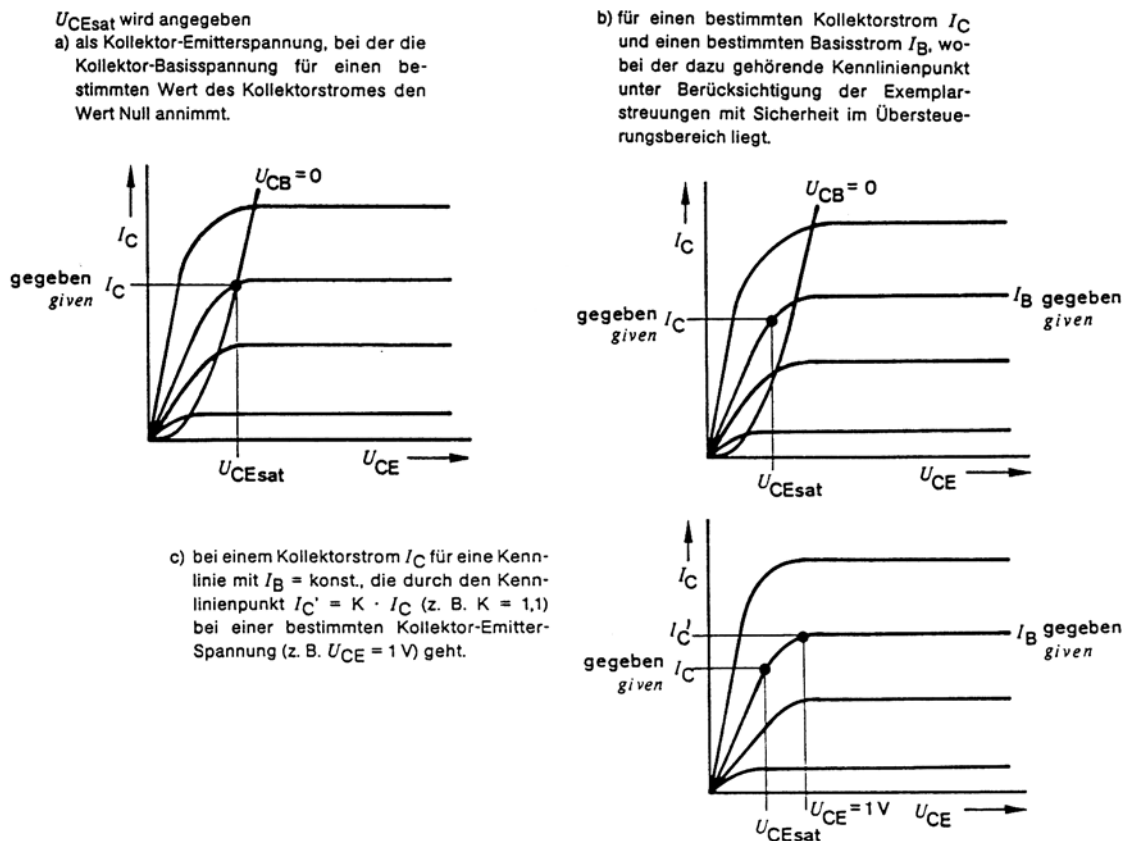 U_CEsat wird angegeben
a) als Kollektor-Emitterspannung, bei der die
Kollektor-Basisspannung für einen be-
stimmten Wert des Kollektorstromes den
Wert Null annimmt.
U_CB = 0
I_C
gegeben I_C
given
U_CEsat
U_CE
b) für einen bestimmten Kollektorstrom I_C
und einen bestimmten Basisstrom I_B, wo-
bei der dazu gehörende Kennlinienpunkt
unter Berücksichtigung der Exemplar-
streuungen mit Sicherheit im Übersteue-
rungsbereich liegt.
U_CB = 0
I_C
I_B gegeben
given
gegeben I_C
given
U_CEsat
U_CE
c) bei einem Kollektorstrom I_C für eine Kenn-
linie mit I_B = konst., die durch den Kenn-
linienpunkt I_C' = K · I_C (z. B. K = 1,1)
bei einer bestimmten Kollektor-Emitter-
Spannung (z. B. U_CE = 1 V) geht.
I_C
I_C'
I_B gegeben
given
gegeben I_C
given
U_CE = 1 V
U_CE
U_CEsat